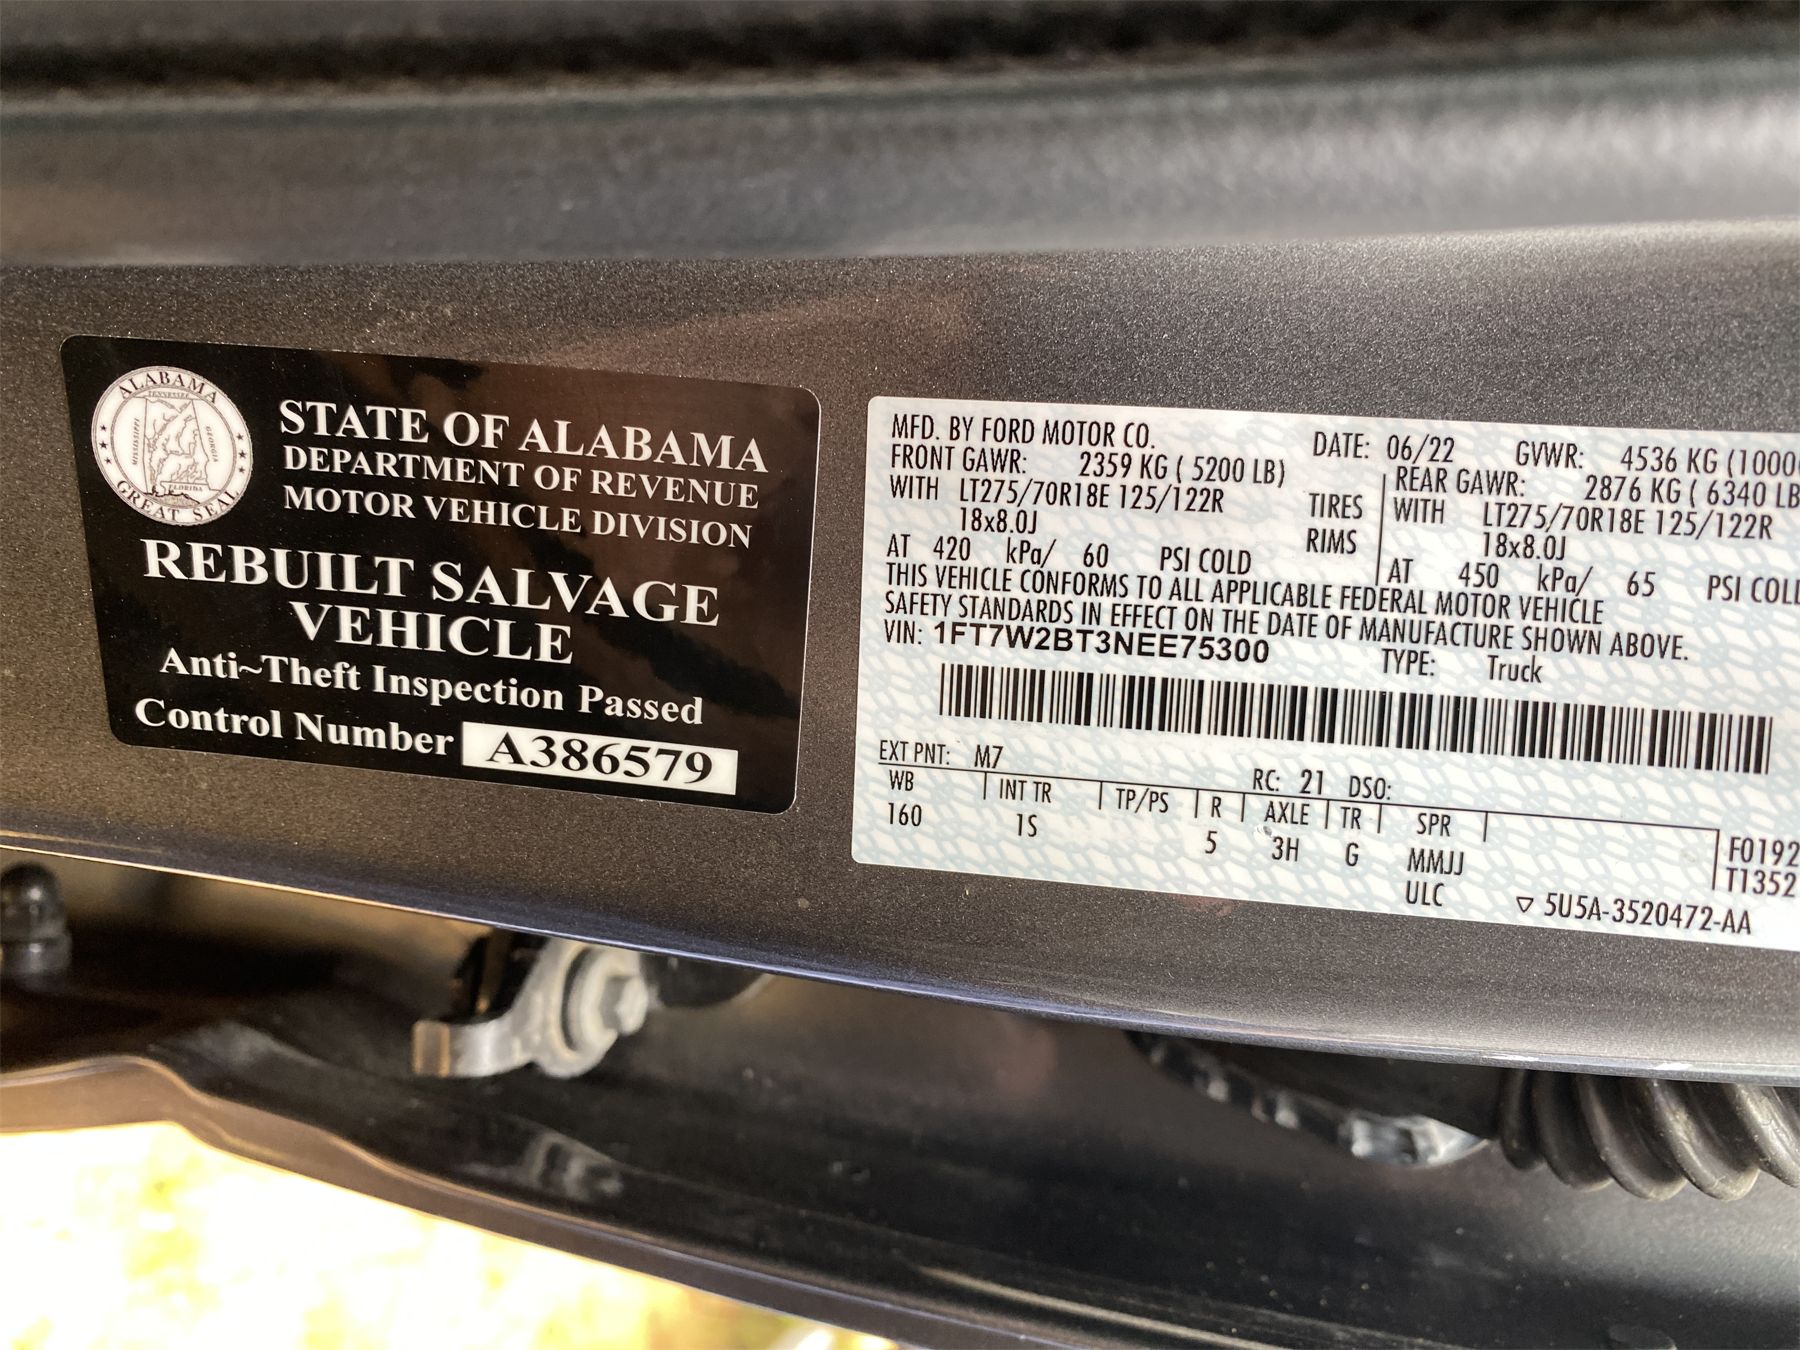 ALABAMA
TENNESSEE
MISSISSIPPI
GEORGIA
FLORIDA
GREAT SEAL
STATE OF ALABAMA
DEPARTMENT OF REVENUE
MOTOR VEHICLE DIVISION
REBUILT SALVAGE
VEHICLE
Anti~Theft Inspection Passed
Control Number A386579
MFD. BY FORD MOTOR CO. DATE: 06/22 GVWR: 4536 KG (1000
FRONT GAWR: 2359 KG ( 5200 LB) REAR GAWR: 2876 KG ( 6340 LB
WITH LT275/70R18E 125/122R TIRES WITH LT275/70R18E 125/122R
18x8.0J RIMS 18x8.0J
AT 420 kPa/ 60 PSI COLD AT 450 kPa/ 65 PSI COLD
THIS VEHICLE CONFORMS TO ALL APPLICABLE FEDERAL MOTOR VEHICLE
SAFETY STANDARDS IN EFFECT ON THE DATE OF MANUFACTURE SHOWN ABOVE.
VIN: 1FT7W2BT3NEE75300 TYPE: Truck
EXT PNT: M7 RC: 21 DSO:
WB INT TR TP/PS R AXLE TR SPR
160 1S 5 3H G MMJJ F0192
ULC T1352
▽ 5U5A-3520472-AA